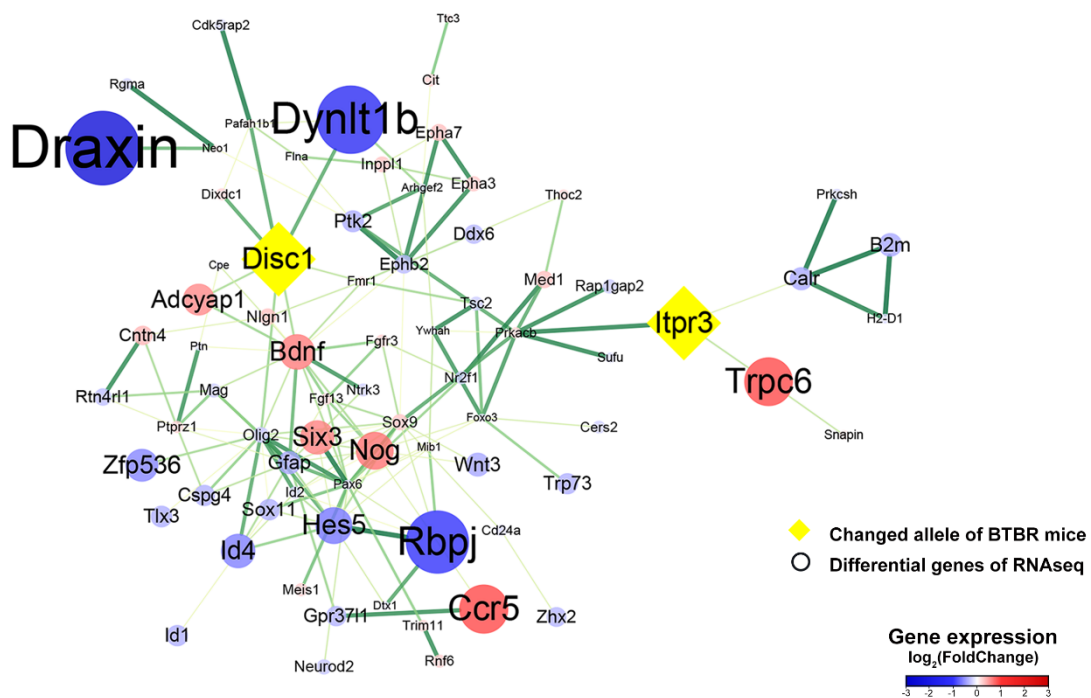 Ttc3
Cdk5rap2
Cit
Rgma
Pafah1b1
Dynlt1b
Epha7
Draxin
Neo1
Flna
Inppl1
Epha3
Arhgef2
Dixdc1
Thoc2
Prkcsh
Ptk2
Ddx6
B2m
Disc1
Cpe
Ephb2
Fmr1
Med1
Rap1gap2
Calr
Adcyap1
Nlgn1
Tsc2
H2-D1
Itpr3
Cntn4
Ptn
Bdnf
Fgfr3
Ywhah
Prkacb
Sufu
Nr2f1
Trpc6
Rtn4rl1
Mag
Ntrk3
Fgf13
Ptprz1
Olig2
Six3
Nog
Sox9
Foxo3
Cers2
Snapin
Mib1
Zfp536
Gfap
Wnt3
Pax6
Trp73
Cspg4
Id2
Tlx3
Sox11
Hes5
Rbpj
Cd24a
Id4
Changed allele of BTBR mice
Differential genes of RNAseq
Meis1
Dtx1
Ccr5
Gpr37l1
Trim11
Zhx2
Id1
Rnf6
Neurod2
Gene expression
log2(FoldChange)
-3 -2 -1 0 1 2 3